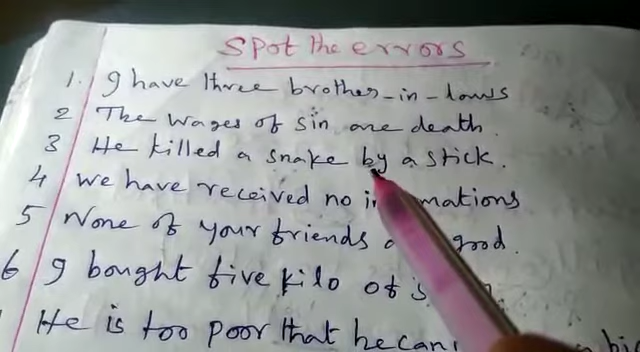 Spot the errors
1. I have three brother-in-laws
2 The wages of sin are death.
3 He killed a snake by a stick.
4 We have received no
5 None of your friends good.
6 I bought five kilo of
He is too poor that he